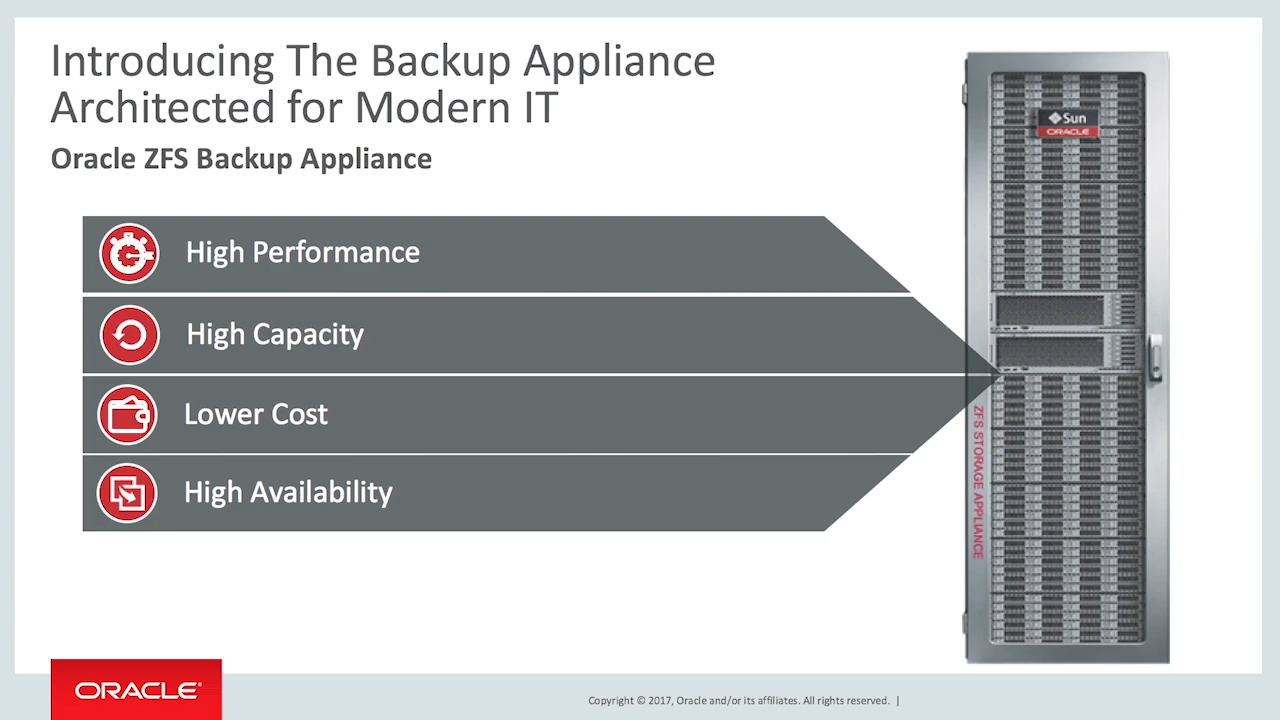 Introducing The Backup Appliance
Architected for Modern IT
Oracle ZFS Backup Appliance
High Performance
High Capacity
Lower Cost
High Availability
Sun
ORACLE
ZFS STORAGE APPLIANCE
ORACLE®
Copyright © 2017, Oracle and/or its affiliates. All rights reserved. |